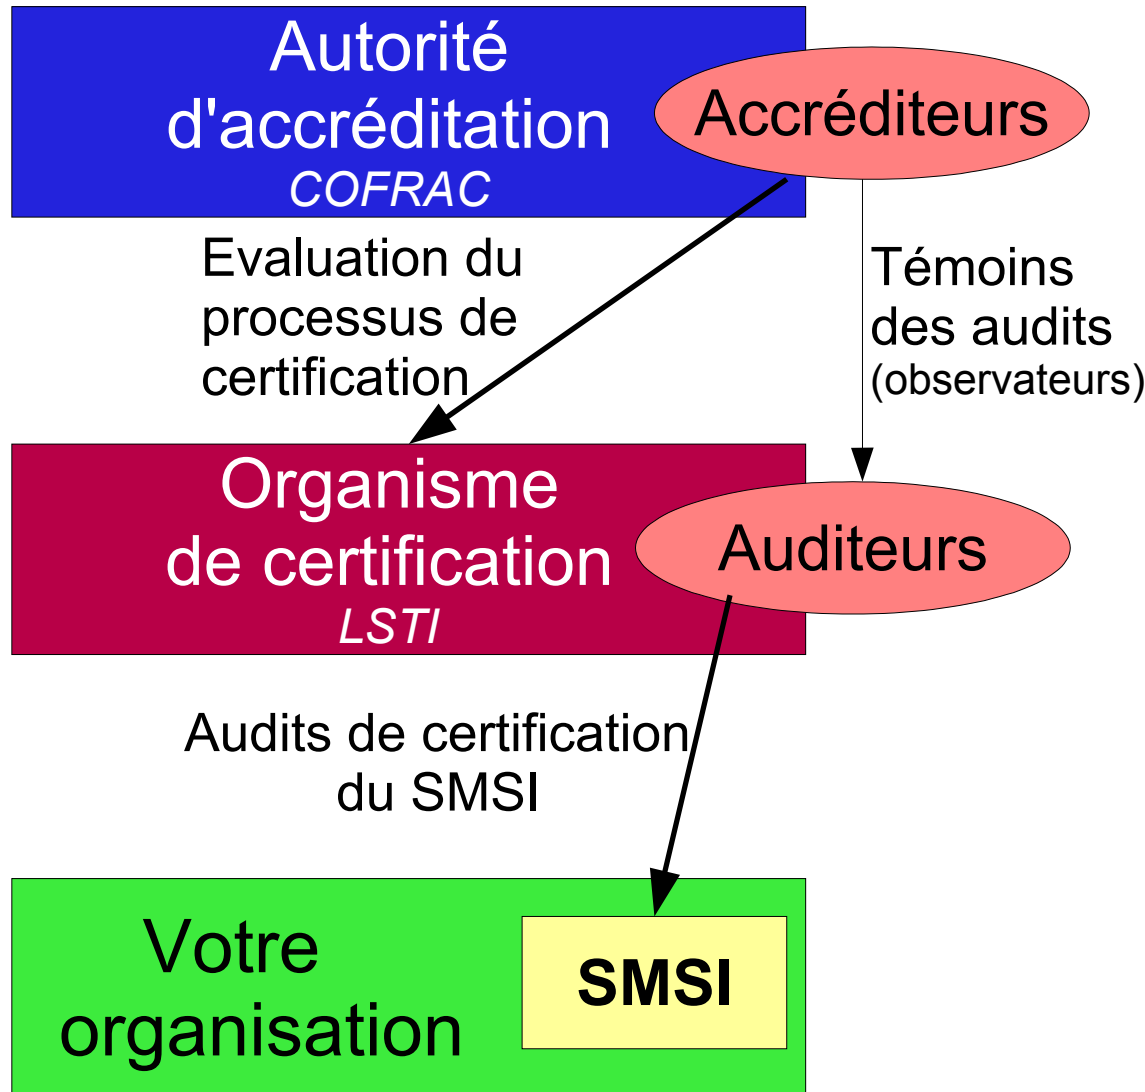 Autorité
d'accréditation
COFRAC
Accréditeurs
Evaluation du
processus de
certification
Témoins
des audits
(observateurs)
Organisme
de certification
LSTI
Auditeurs
Audits de certification
du SMSI
Votre
organisation
SMSI